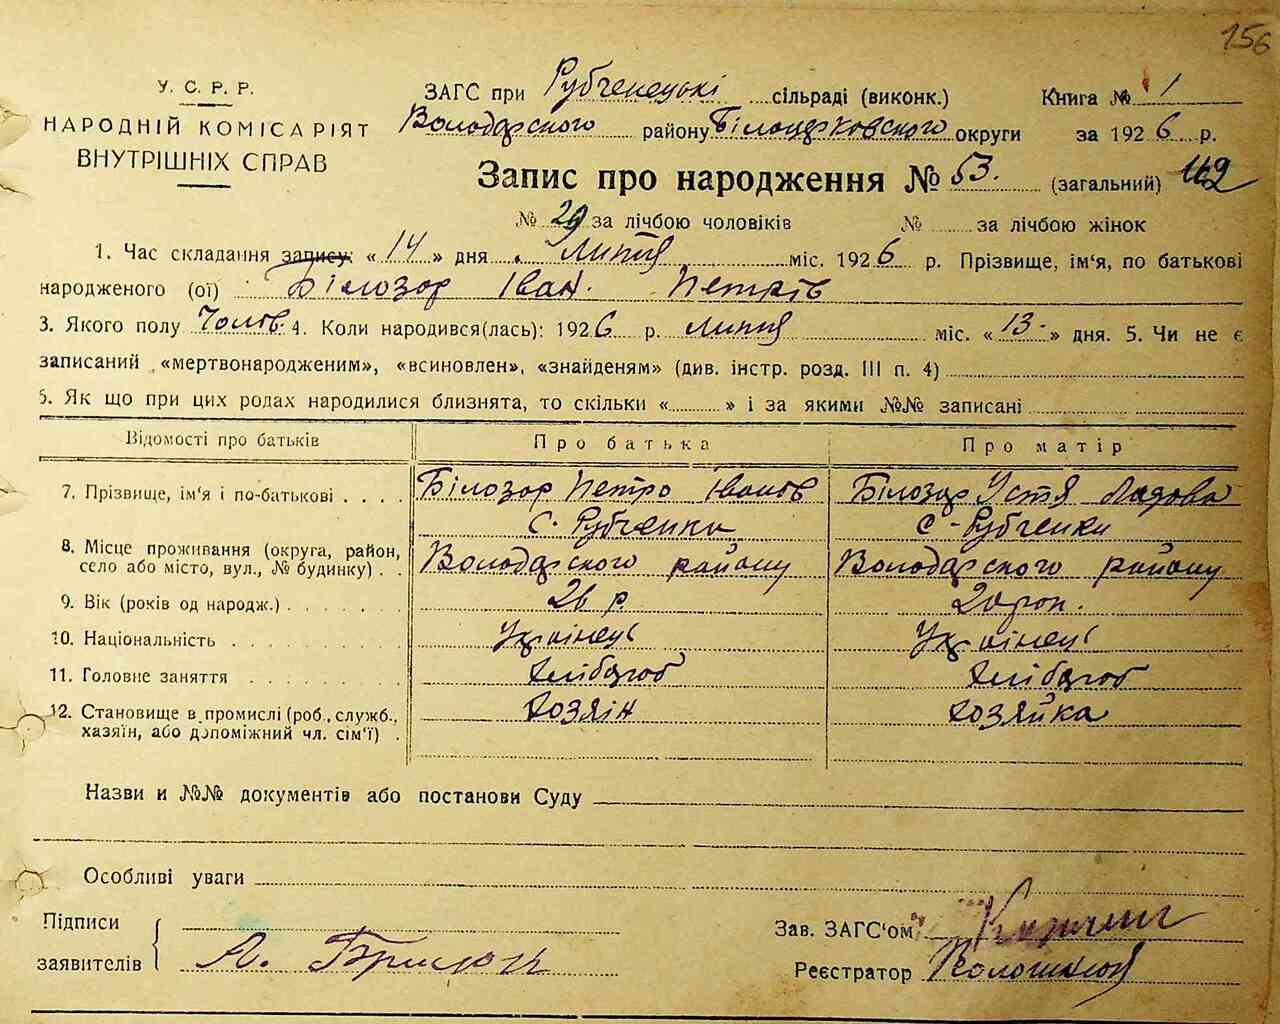 156
У. С. Р. Р.
НАРОДНІЙ КОМІСАРІЯТ
ВНУТРІШНІХ СПРАВ
ЗАГС при Рубченецькі сільраді (виконк.) Книга № 1
Володарского району Білоцерковского округи за 1926 р.
Запис про народження № 53. (загальний) 162
№ 29 за лічбою чоловіків № за лічбою жінок
1. Час складання запису: « 14 » дня „ Липня міс. 1926 р. Прізвище, ім'я, по батькові
народженого (ої) Білозор Іван. Петрів
3. Якого полу Чолов. 4. Коли народився(лась): 1926 р. липня міс. « 13 » дня. 5. Чи не є
записаний „«мертвонародженим», «всиновлен», «знайденям» (див. інстр. розд. III п. 4)
6. Як що при цих родах народилися близнята, то скільки « » і за якими №№ записані
Відомості про батьків Про батька Про матір
7. Прізвище, ім'я і по-батькові . . . . Білозор Петро Іванов Білозор Устя
с. Рубченки с-Рубченки
8. Місце проживання (округа, район, село або місто, вул., № будинку) . . Володарского району Володарского району
9. Вік (років од народж.) . . . . . . . 26 р. 20 рок.
10. Національність . . . . . . . . . Українець Українець
11. Головне заняття . . . . . . . . Хлібороб Хлібороб
12. Становище в промислі (роб., служб., хазяїн, або допоміжний чл. сім'ї) . Хозяін Хозяйка
Назви и №№ документів або постанови Суду
Особливі уваги
Підписи
заявителів А.
Зав. ЗАГС'ом
Реєстратор